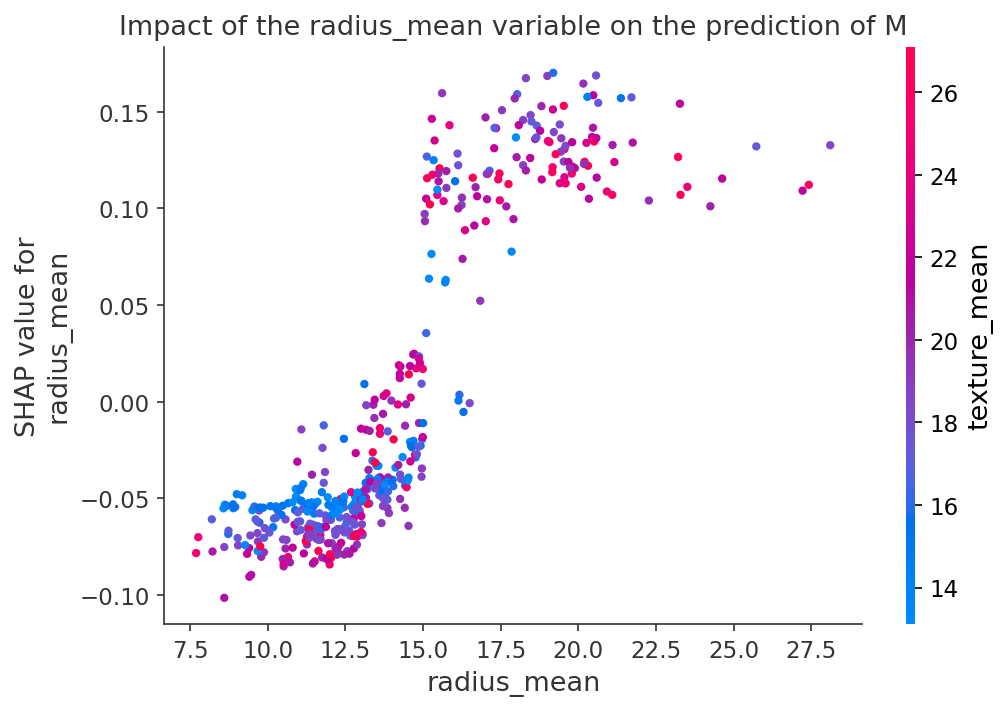 Impact of the radius_mean variable on the prediction of M
SHAP value for
radius_mean
0.15
0.10
0.05
0.00
−0.05
−0.10
7.5 10.0 12.5 15.0 17.5 20.0 22.5 25.0 27.5
radius_mean
26
24
22
20
18
16
14
texture_mean